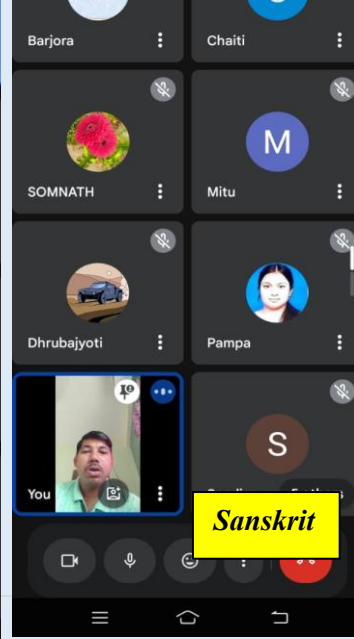 Barjora
Chaiti
SOMNATH
M
Mitu
Dhrubajyoti
Pampa
You
S
Sanskrit